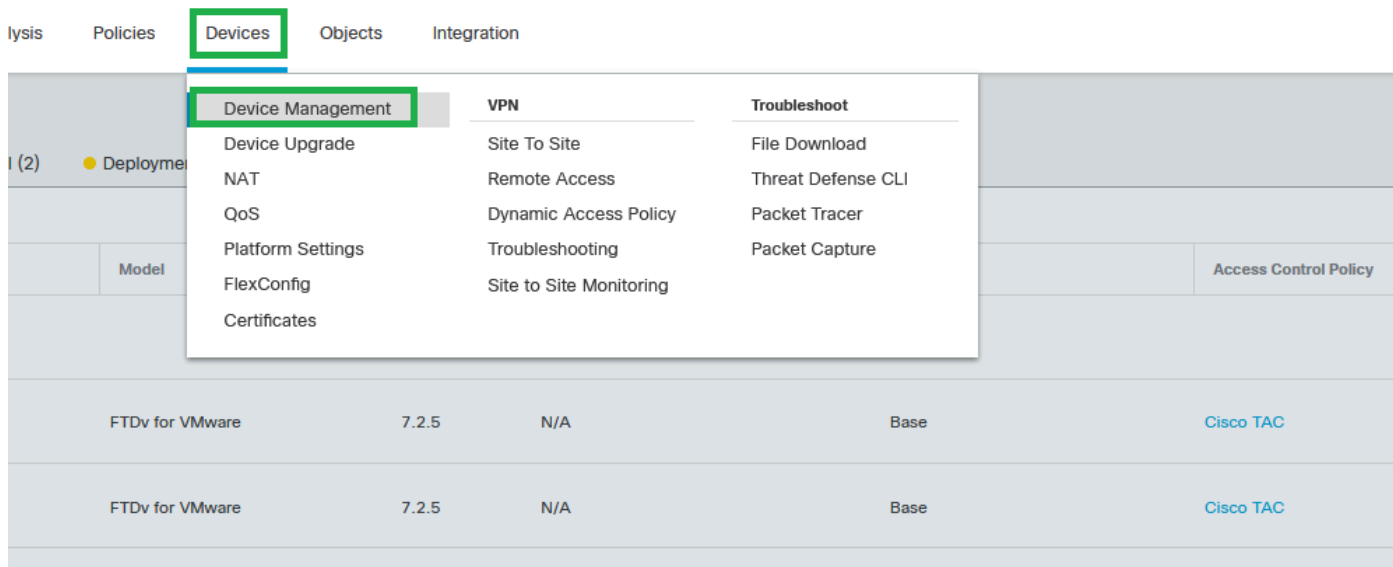 lysis Policies Devices Objects Integration
Device Management
Device Upgrade
NAT
QoS
Platform Settings
FlexConfig
Certificates
VPN
Site To Site
Remote Access
Dynamic Access Policy
Troubleshooting
Site to Site Monitoring
Troubleshoot
File Download
Threat Defense CLI
Packet Tracer
Packet Capture
l (2) Deployme
Model Access Control Policy
FTDv for VMware 7.2.5 N/A Base Cisco TAC
FTDv for VMware 7.2.5 N/A Base Cisco TAC